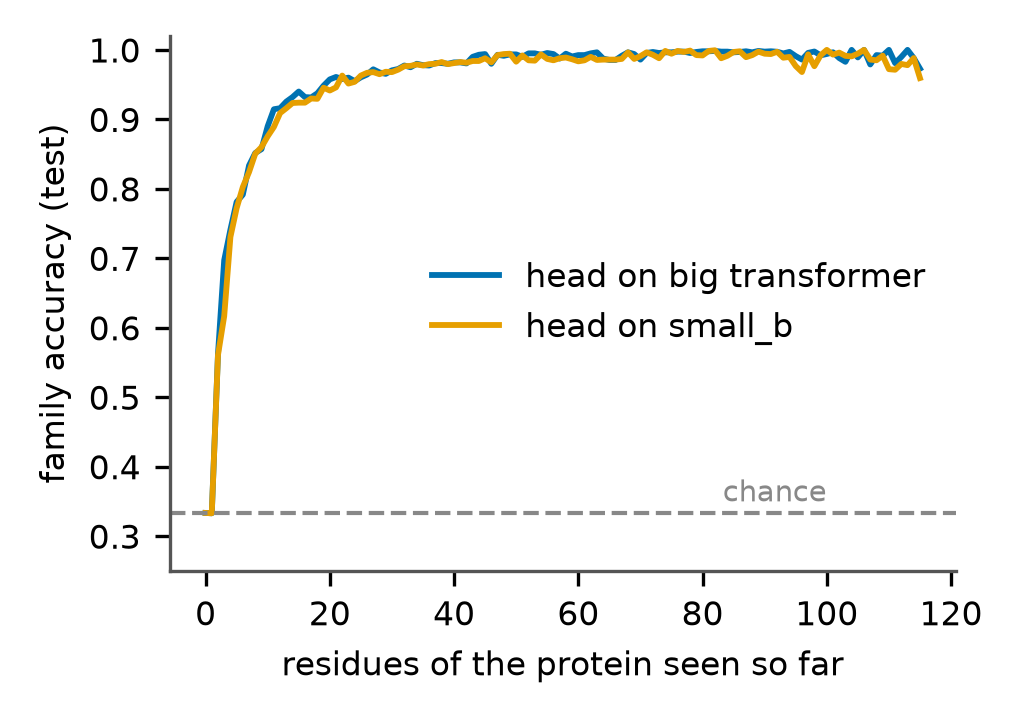 1.0
0.9
0.8
0.7
0.6
0.5
0.4
0.3
family accuracy (test)
head on big transformer
head on small_b
chance
0 20 40 60 80 100 120
residues of the protein seen so far